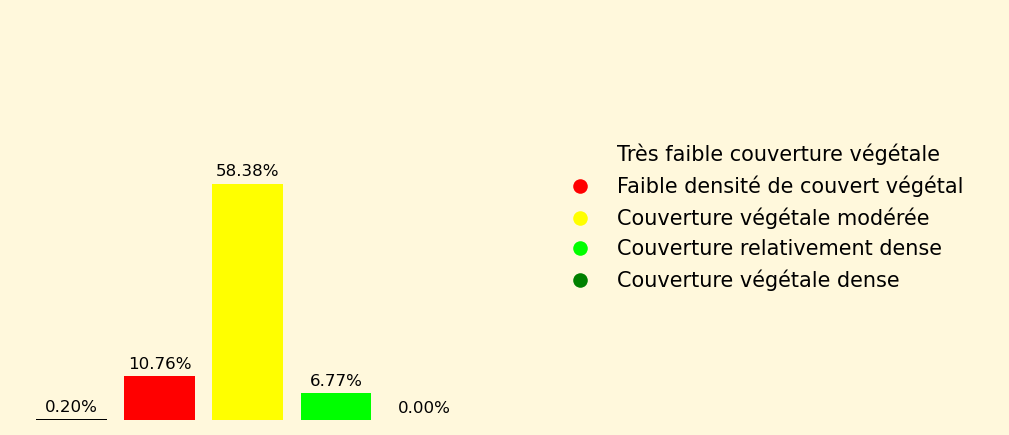 58.38%
10.76%
6.77%
0.20%
0.00%
Très faible couverture végétale
Faible densité de couvert végétal
Couverture végétale modérée
Couverture relativement dense
Couverture végétale dense